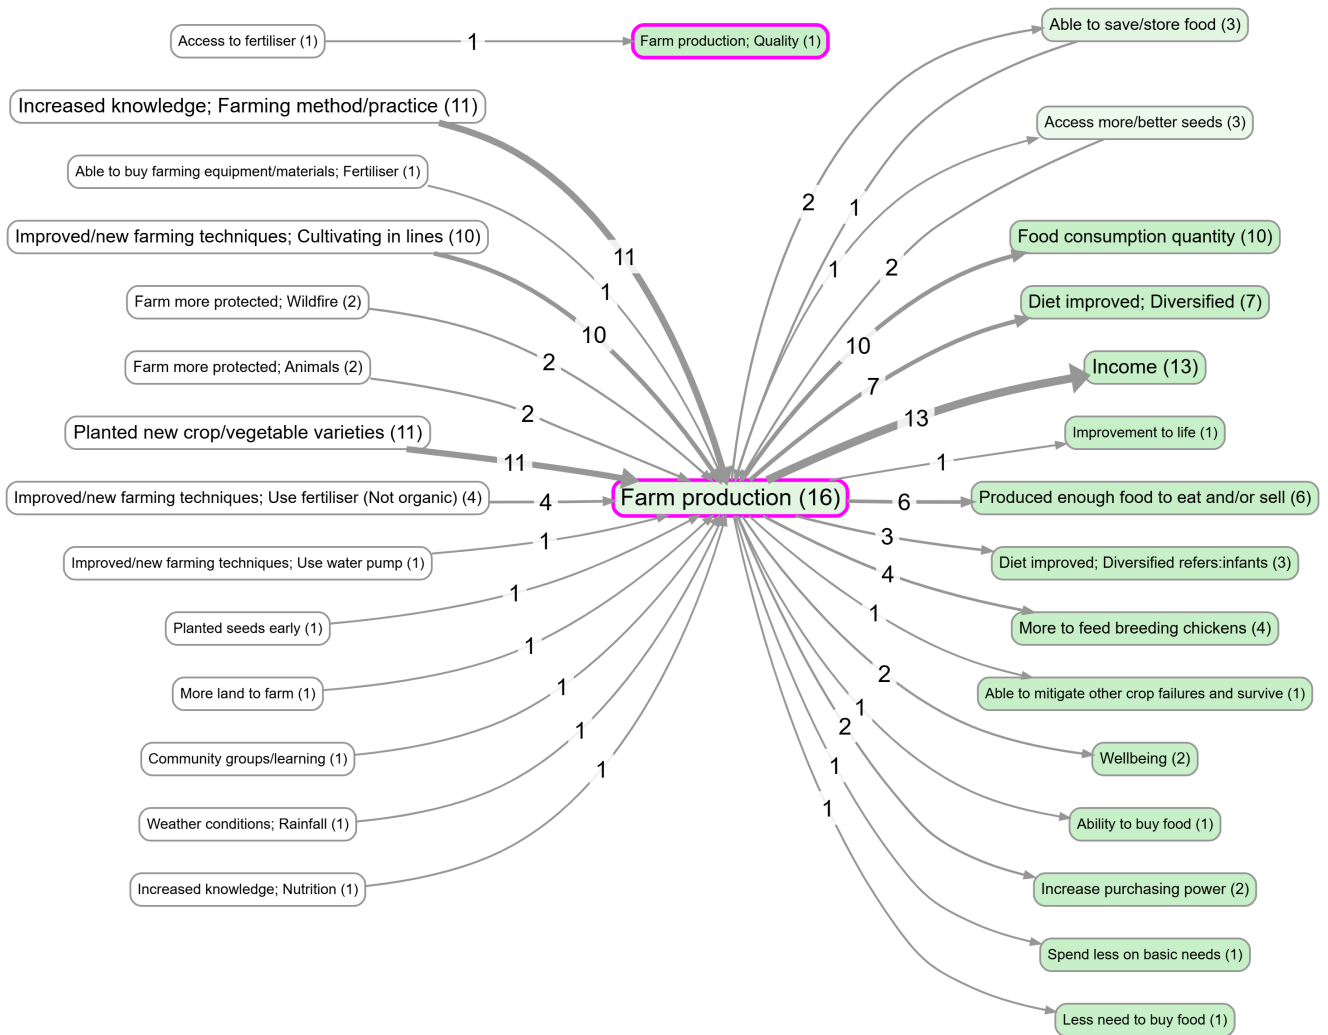 Access to fertiliser (1)
1
Farm production; Quality (1)
Able to save/store food (3)
Increased knowledge; Farming method/practice (11)
Access more/better seeds (3)
Able to buy farming equipment/materials; Fertiliser (1)
2
1
Improved/new farming techniques; Cultivating in lines (10)
Food consumption quantity (10)
11
1
2
1
Farm more protected; Wildfire (2)
Diet improved; Diversified (7)
10
10
2
Farm more protected; Animals (2)
Income (13)
7
2
13
Planted new crop/vegetable varieties (11)
Improvement to life (1)
11
1
Improved/new farming techniques; Use fertiliser (Not organic) (4)
4
Farm production (16)
6
Produced enough food to eat and/or sell (6)
1
3
Improved/new farming techniques; Use water pump (1)
Diet improved; Diversified refers:infants (3)
4
1
1
Planted seeds early (1)
More to feed breeding chickens (4)
1
2
More land to farm (1)
Able to mitigate other crop failures and survive (1)
1
1
2
1
Community groups/learning (1)
Wellbeing (2)
1
1
Weather conditions; Rainfall (1)
1
Ability to buy food (1)
Increased knowledge; Nutrition (1)
Increase purchasing power (2)
Spend less on basic needs (1)
Less need to buy food (1)